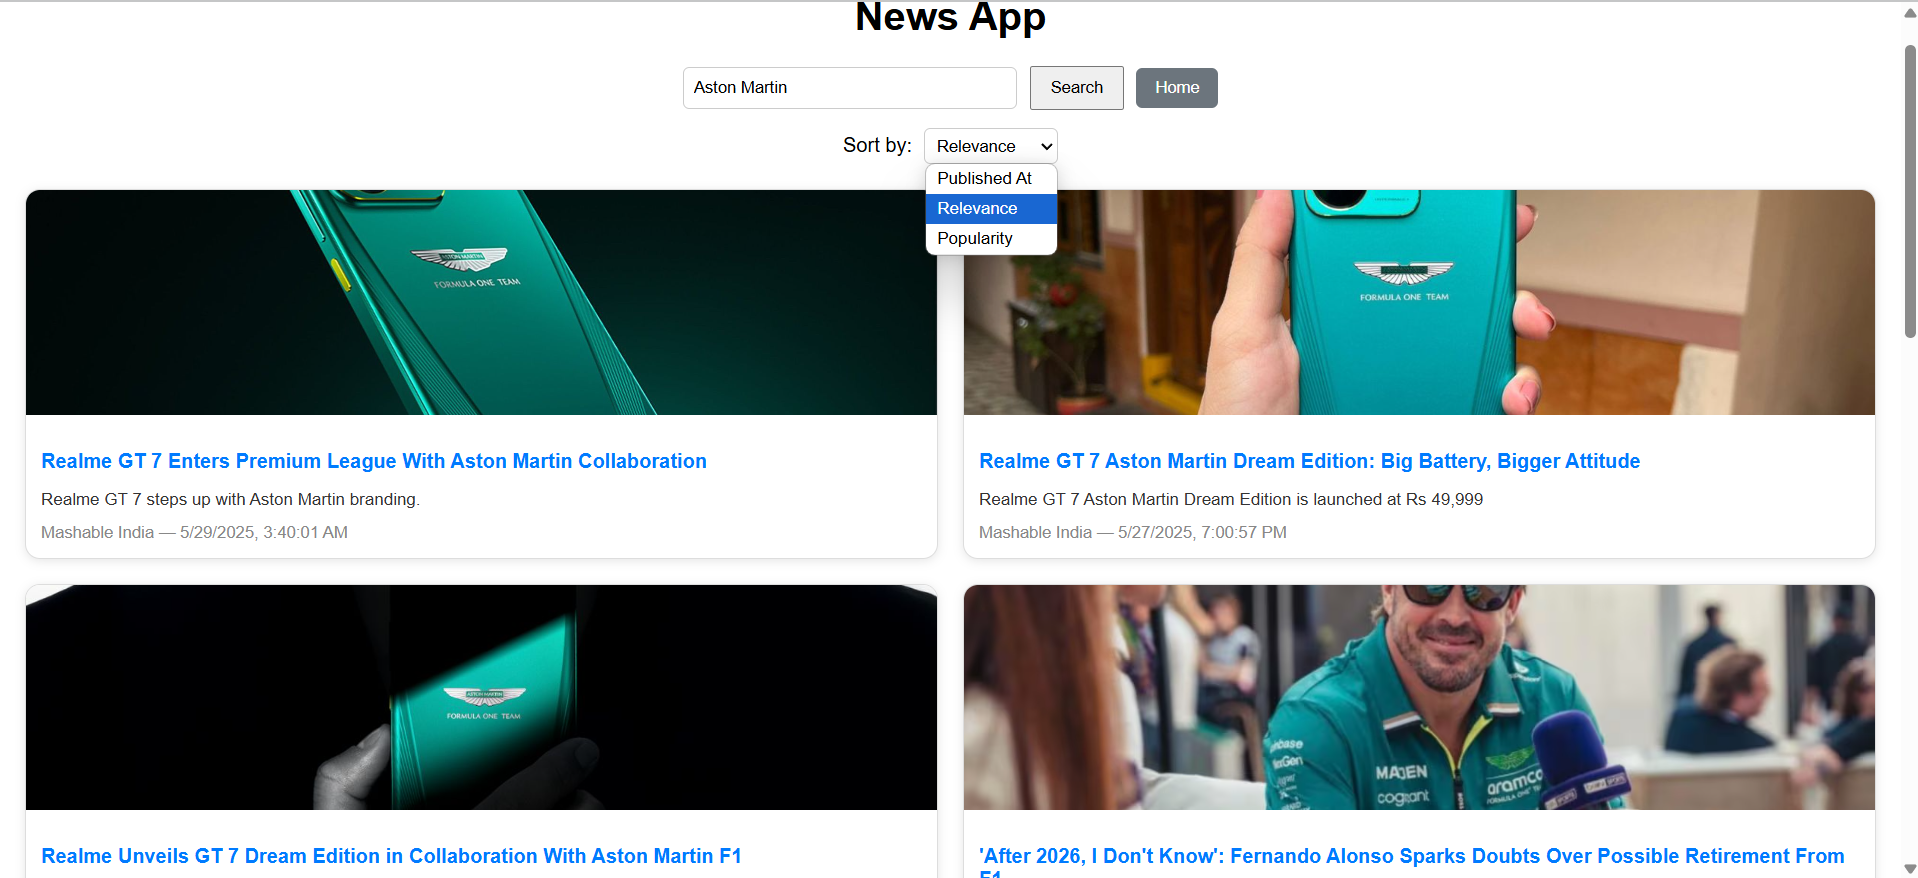 News App
Aston Martin
Search
Home
Sort by:
Relevance
Published At
Relevance
Popularity
ASTON MARTIN
FORMULA ONE TEAM
FORMULA ONE TEAM
Realme GT 7 Enters Premium League With Aston Martin Collaboration
Realme GT 7 steps up with Aston Martin branding.
Mashable India — 5/29/2025, 3:40:01 AM
Realme GT 7 Aston Martin Dream Edition: Big Battery, Bigger Attitude
Realme GT 7 Aston Martin Dream Edition is launched at Rs 49,999
Mashable India — 5/27/2025, 7:00:57 PM
ASTON MARTIN
FORMULA ONE TEAM
MADEN
aramco
FORMULA ONE TEAM
Realme Unveils GT 7 Dream Edition in Collaboration With Aston Martin F1
'After 2026, I Don't Know': Fernando Alonso Sparks Doubts Over Possible Retirement From
F1